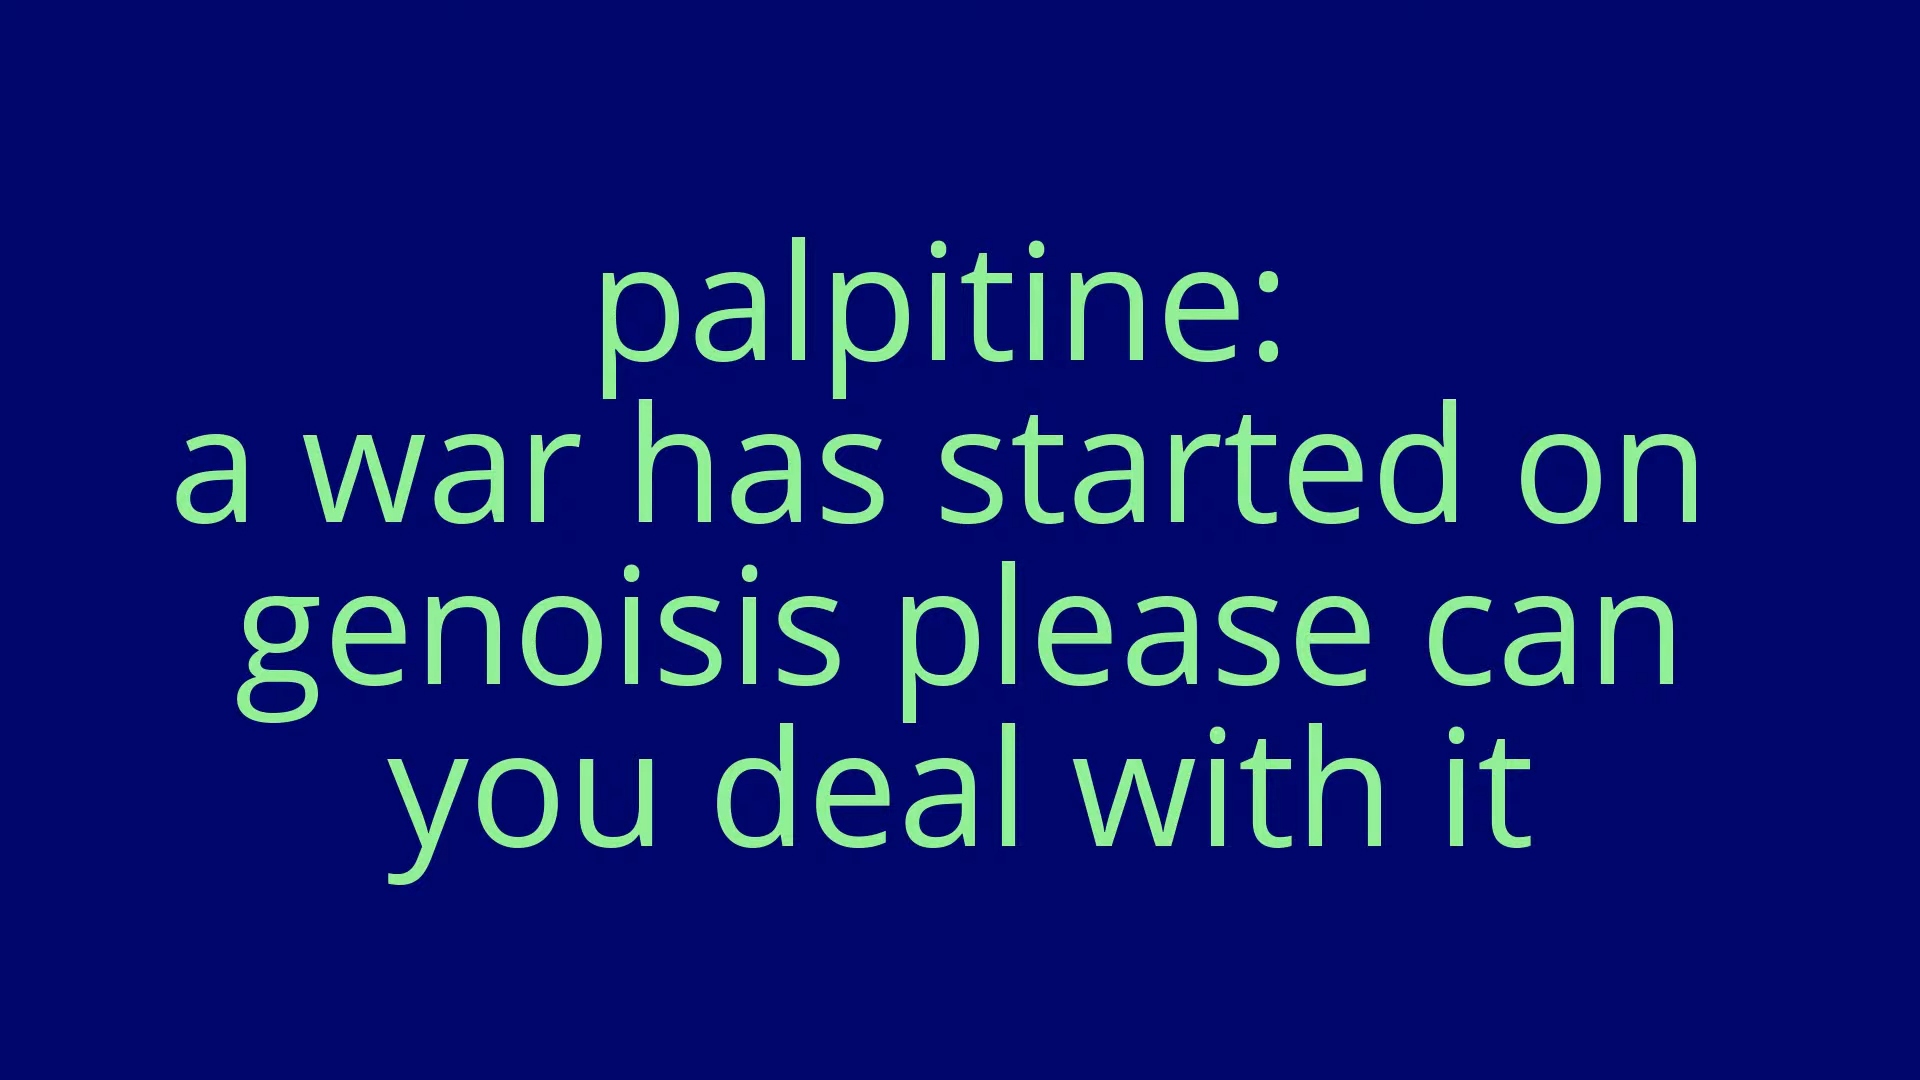 palpitine:
a war has started on
genoisis please can
you deal with it